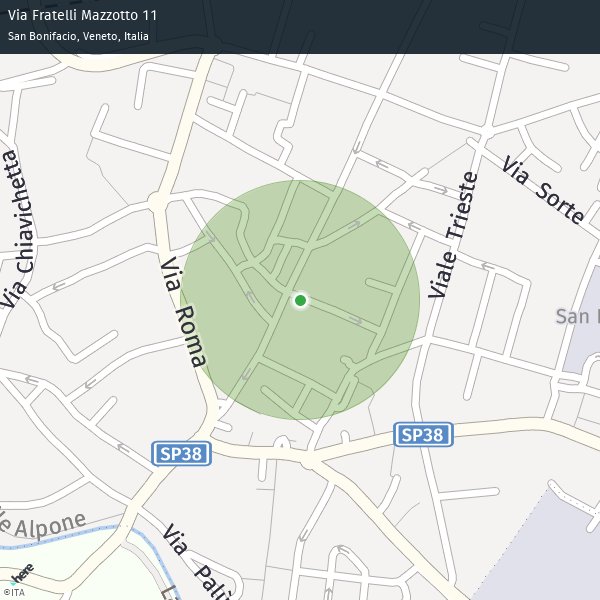 Via Fratelli Mazzotto 11
San Bonifacio, Veneto, Italia
Via Sorte
Via Chiavichetta
Viale Trieste
Via Roma
San
SP38
SP38
Alpone
Via Palù
here
©ITA